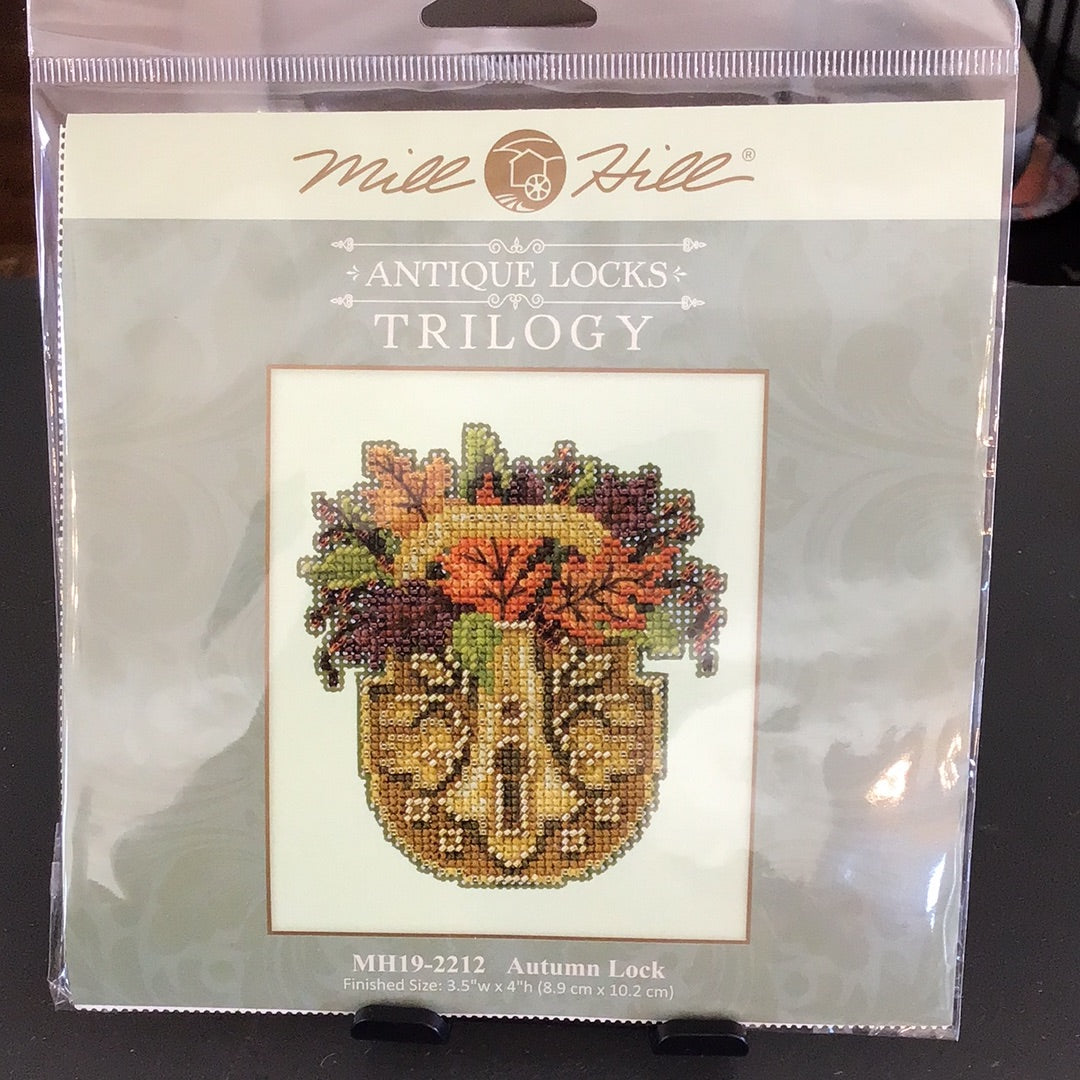 Mill Hill®
ANTIQUE LOCKS
TRILOGY
MH19-2212 Autumn Lock
Finished Size: 3.5"w x 4"h (8.9 cm x 10.2 cm)